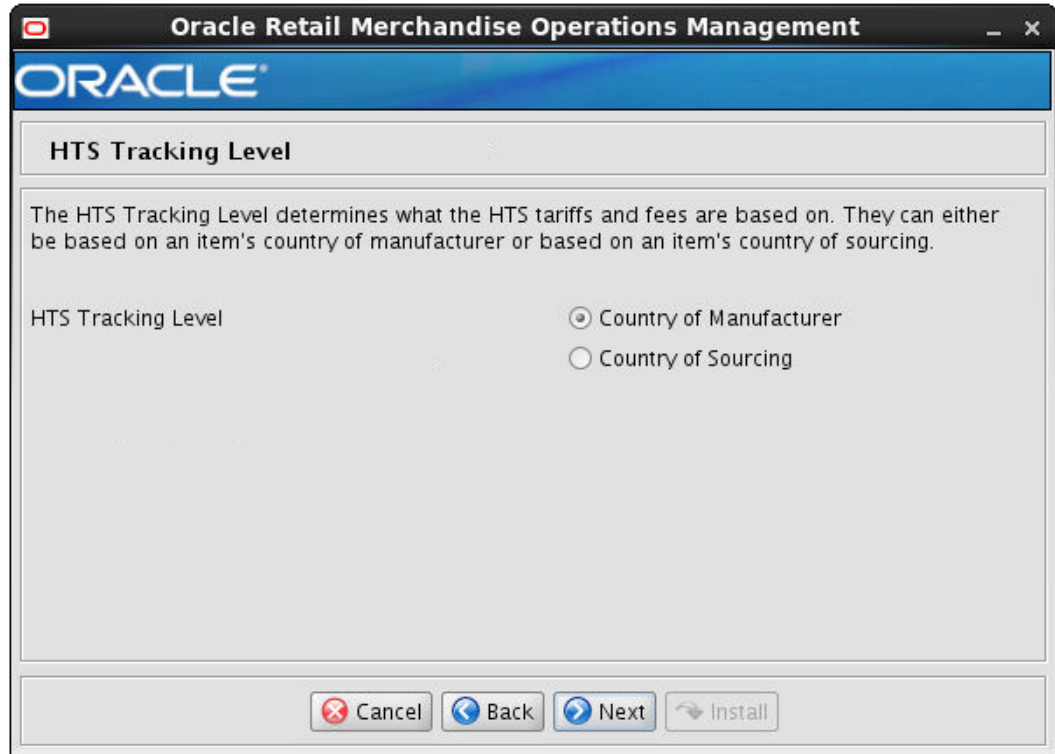 Oracle Retail Merchandise Operations Management
ORACLE
HTS Tracking Level
The HTS Tracking Level determines what the HTS tariffs and fees are based on. They can either
be based on an item's country of manufacturer or based on an item's country of sourcing.
HTS Tracking Level
Country of Manufacturer
Country of Sourcing
Cancel Back Next Install